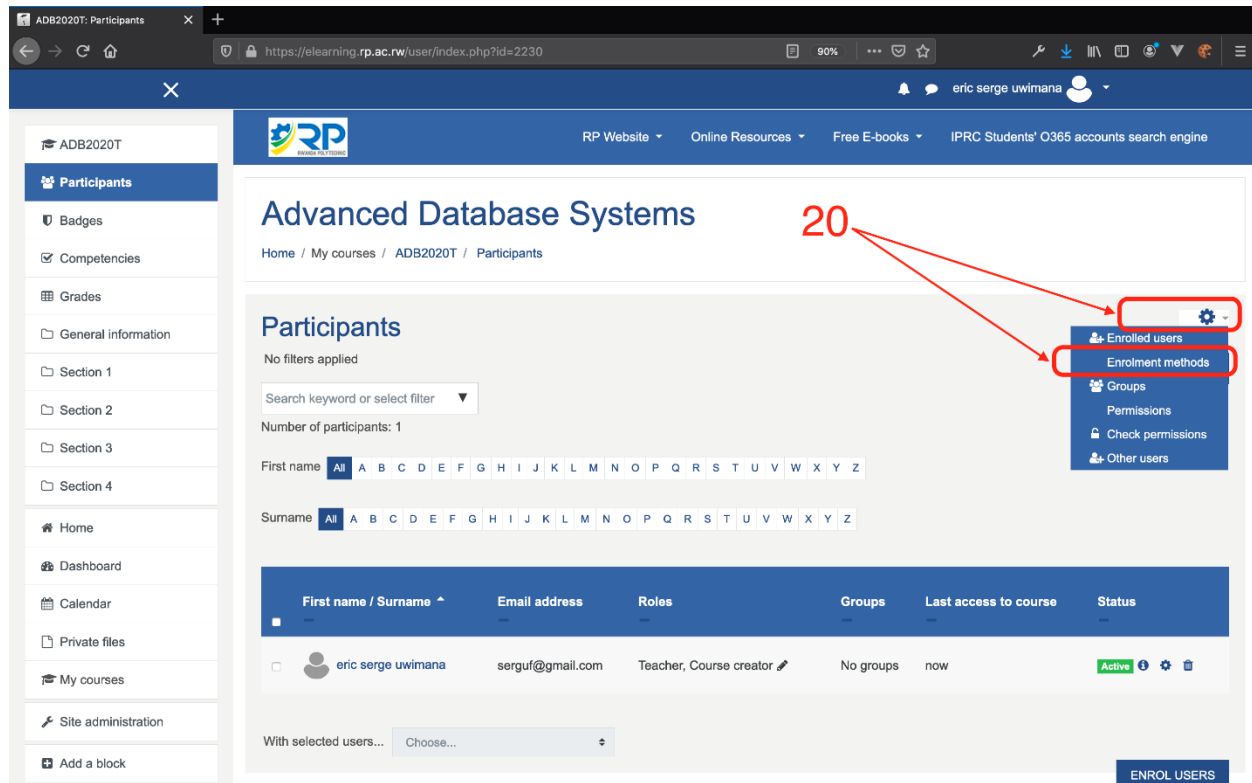 ADB2020T: Participants
https://elearning.rp.ac.rw/user/index.php?id=2230
90%
eric serge uwimana
RP
RWANDA POLYTECHNIC
RP Website
Online Resources
Free E-books
IPRC Students' O365 accounts search engine
ADB2020T
Participants
Badges
Competencies
Grades
General information
Section 1
Section 2
Section 3
Section 4
Home
Dashboard
Calendar
Private files
My courses
Site administration
Add a block
Advanced Database Systems
20
Home / My courses / ADB2020T / Participants
Participants
No filters applied
Enrolled users
Enrolment methods
Groups
Permissions
Check permissions
Other users
Search keyword or select filter
Number of participants: 1
First name All A B C D E F G H I J K L M N O P Q R S T U V W X Y Z
Surname All A B C D E F G H I J K L M N O P Q R S T U V W X Y Z
First name / Surname Email address Roles Groups Last access to course Status
eric serge uwimana serguf@gmail.com Teacher, Course creator No groups now Active
With selected users... Choose...
ENROL USERS